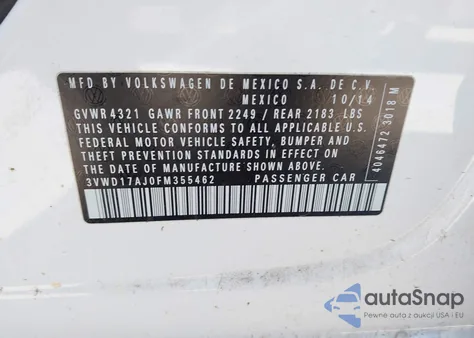 MFD BY VOLKSWAGEN DE MEXICO S.A. DE C.V.
MEXICO 10/14
GVWR 4321 GAWR FRONT 2249 / REAR 2183 LBS
THIS VEHICLE CONFORMS TO ALL APPLICABLE U.S.
FEDERAL MOTOR VEHICLE SAFETY, BUMPER AND
THEFT PREVENTION STANDARDS IN EFFECT ON
THE DATE OF MANUFACTURE SHOWN ABOVE.
3VWD17AJ0FM355462 PASSENGER CAR
4046472 3018 M
autoSnap
Pewne auto z aukcji USA i EU